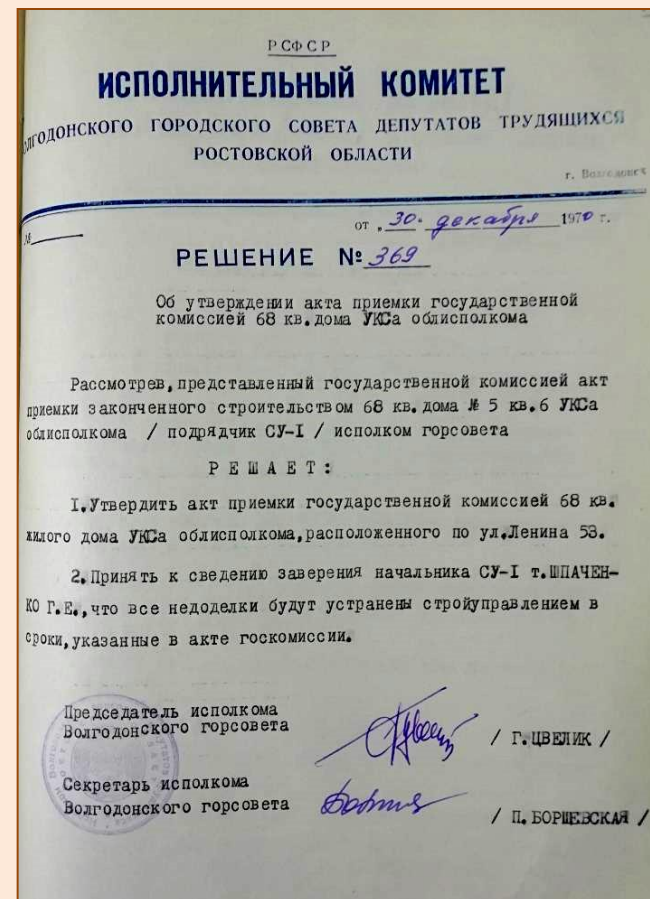 РСФСР
ИСПОЛНИТЕЛЬНЫЙ КОМИТЕТ
ОЛГОДОНСКОГО ГОРОДСКОГО СОВЕТА ДЕПУТАТОВ ТРУДЯЩИХСЯ
РОСТОВСКОЙ ОБЛАСТИ
г. Волгодонск
№
от „ 30 " декабря 1970 г.
РЕШЕНИЕ № 369
Об утверждении акта приемки государственной
комиссией 68 кв.дома УКСа облисполкома
Рассмотрев,представленный государственной комиссией акт
приемки законченного строительством 68 кв.дома № 5 кв.6 УКСа
облисполкома / подрядчик СУ-I / исполком горсовета
РЕШАЕТ:
I.Утвердить акт приемки государственной комиссией 68 кв.
жилого дома УКСа облисполкома,расположенного по ул.Ленина 53.
2.Принять к сведению заверения начальника СУ-I т.ШПАЧЕН-
КО Г.Е.,что все недоделки будут устранены стройуправлением в
сроки,указанные в акте госкомиссии.
Председатель исполкома
Волгодонского горсовета
/ Г.ЦВЕЛИК /
Секретарь исполкома
Волгодонского горсовета
/ П.БОРШЕВСКАЯ /